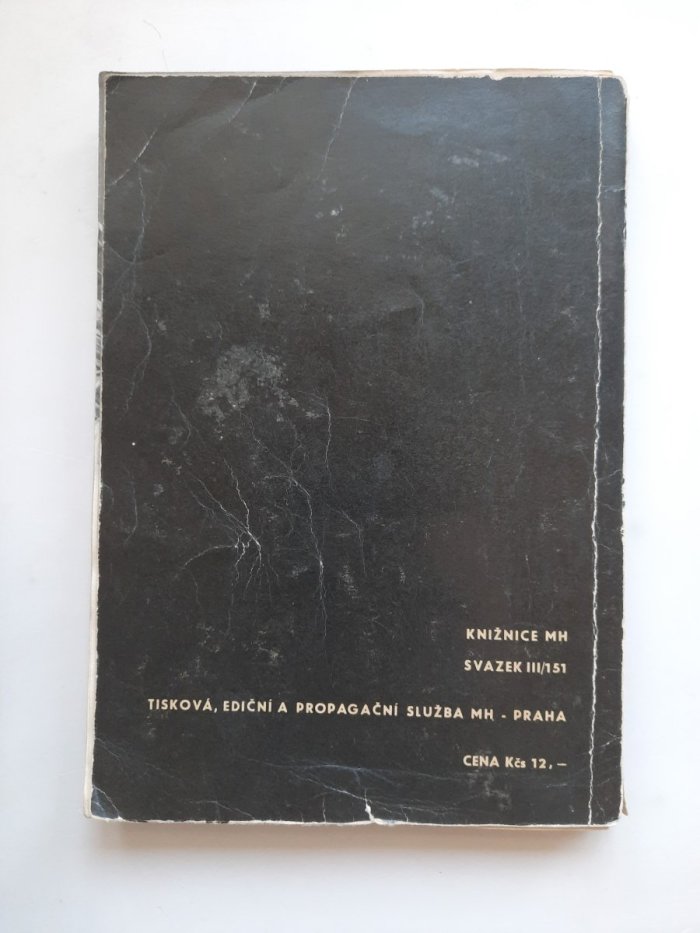 KNIŽNICE MH
SVAZEK III/151
TISKOVÁ, EDIČNÍ A PROPAGAČNÍ SLUŽBA MH - PRAHA
CENA Kčs 12,—